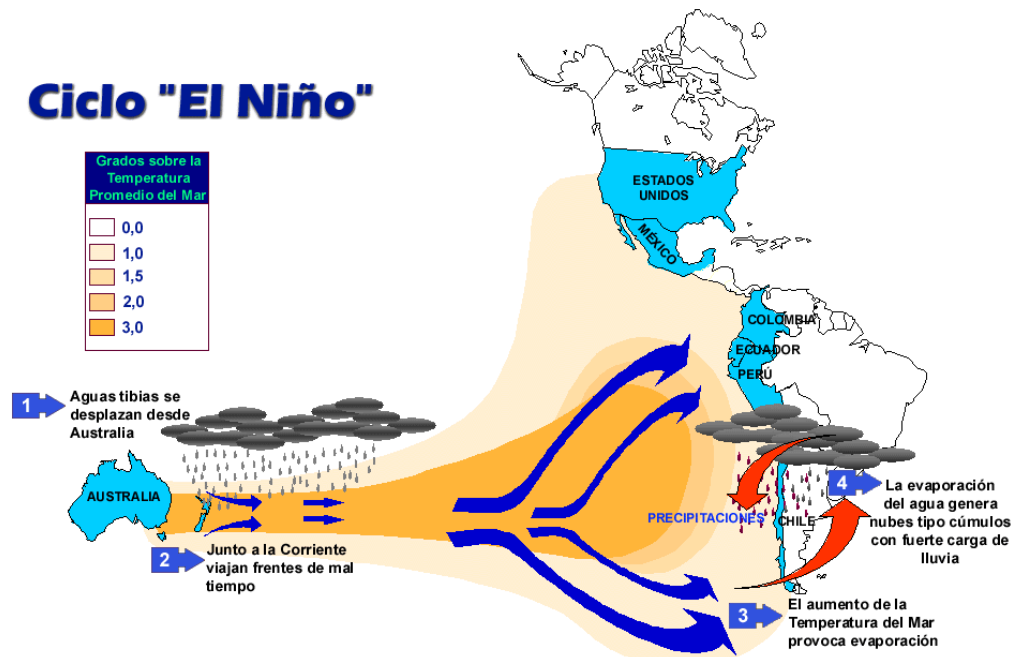 Ciclo "El Niño"
Grados sobre la
Temperatura
Promedio del Mar
0,0
1,0
1,5
2,0
3,0
ESTADOS
UNIDOS
MÉXICO
COLOMBIA
ECUADOR
PERÚ
1
Aguas tibias se
desplazan desde
Australia
AUSTRALIA
2
Junto a la Corriente
viajan frentes de mal
tiempo
PRECIPITACIONES
CHILE
4
La evaporación
del agua genera
nubes tipo cúmulos
con fuerte carga de
lluvia
3
El aumento de la
Temperatura del Mar
provoca evaporación